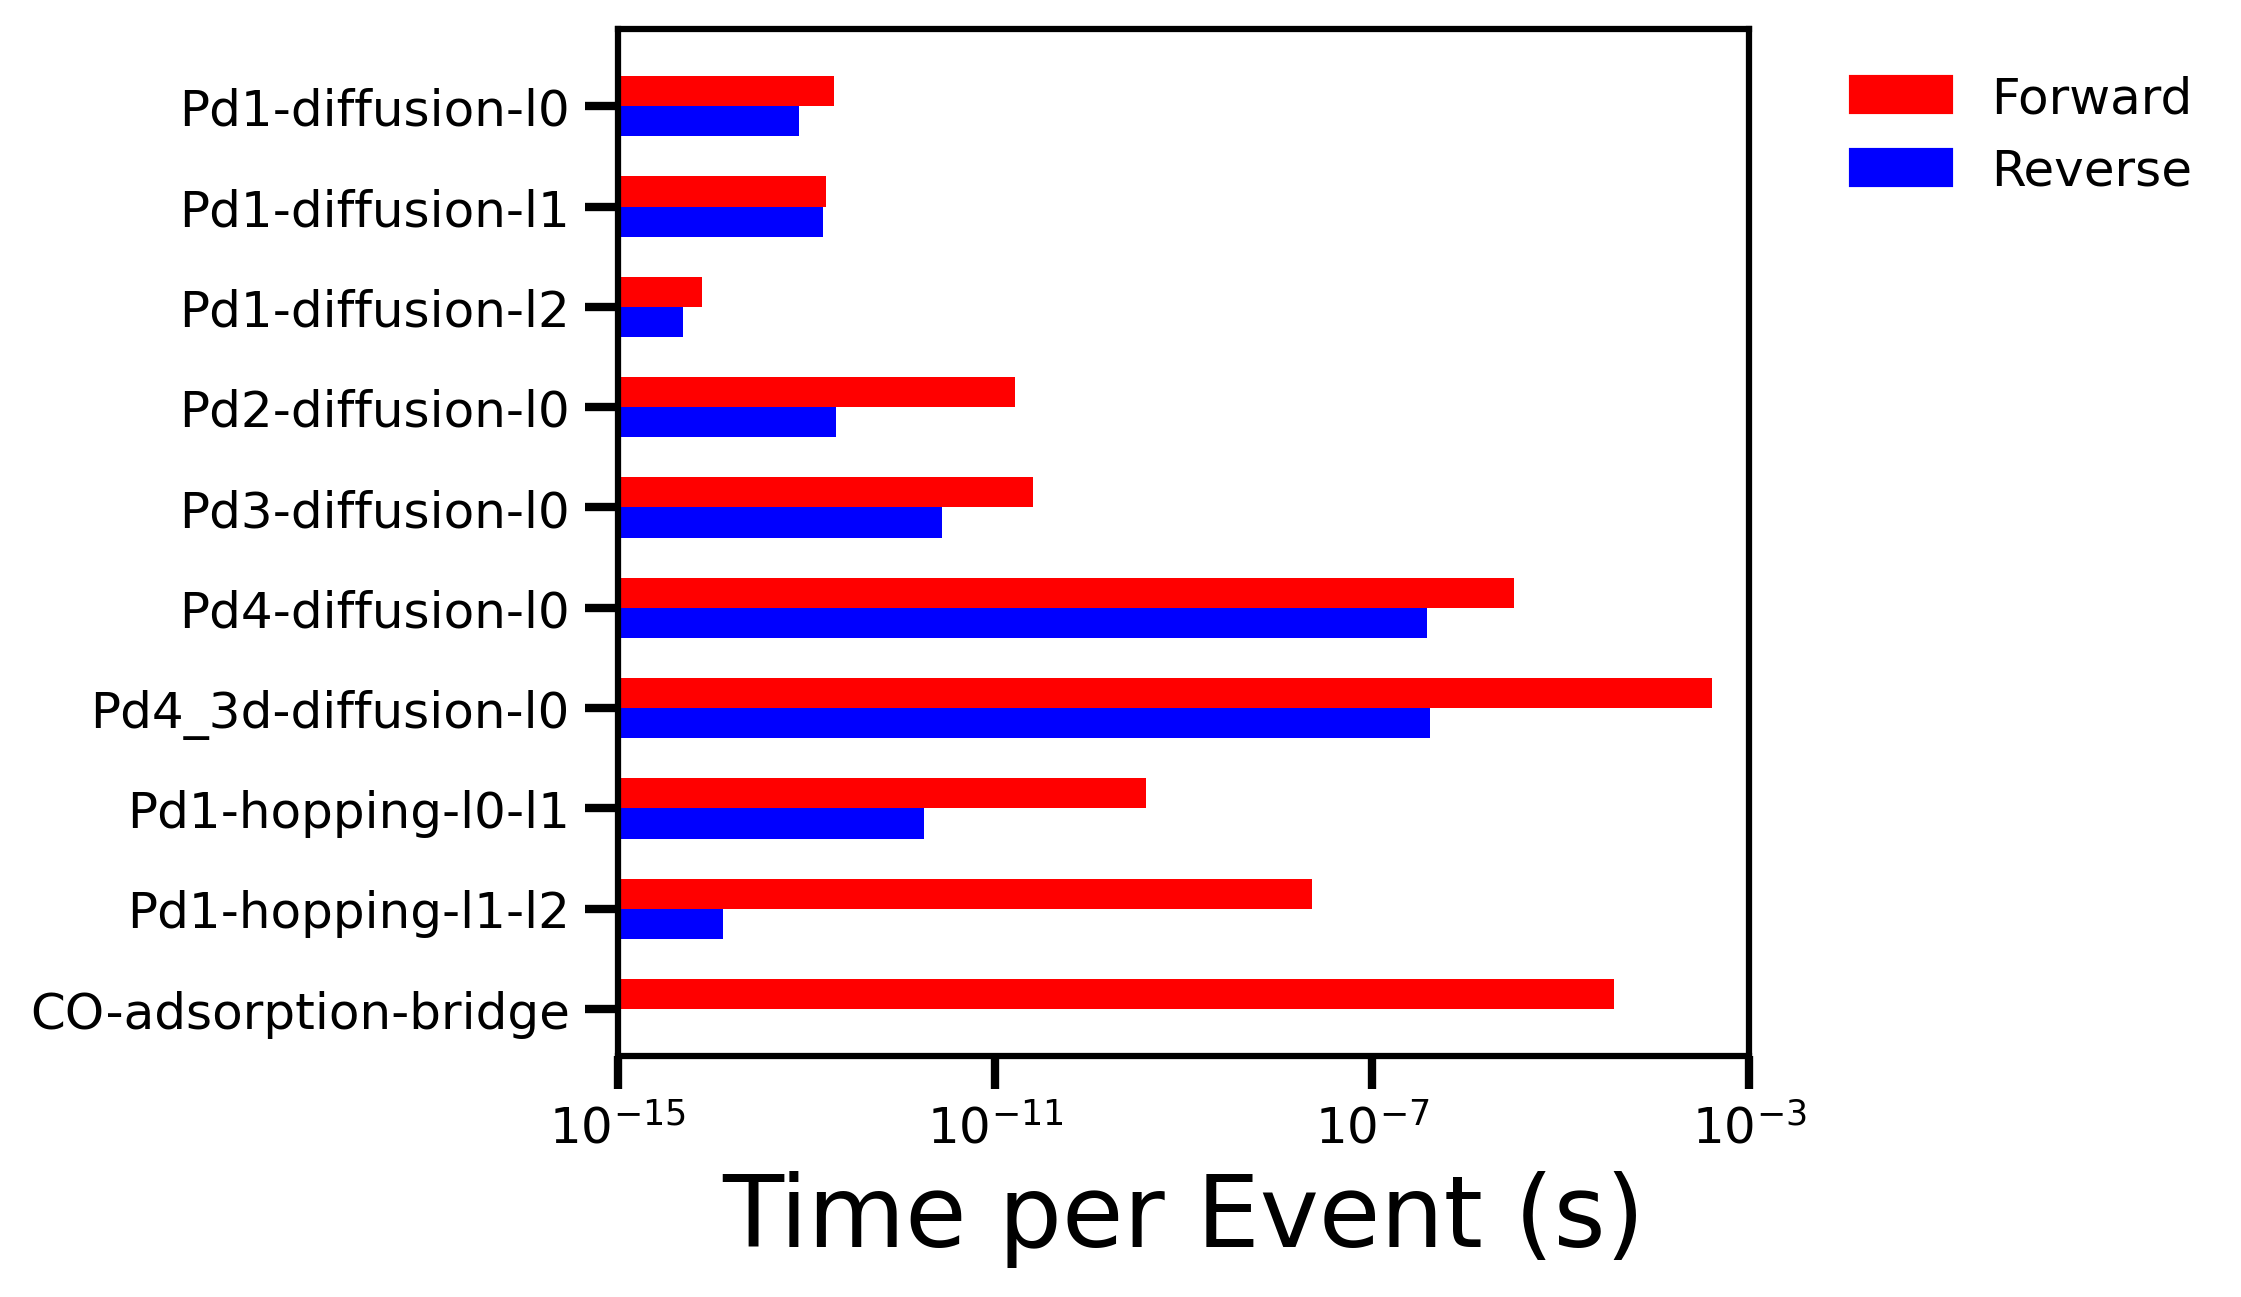 Pd1-diffusion-l0
Pd1-diffusion-l1
Pd1-diffusion-l2
Pd2-diffusion-l0
Pd3-diffusion-l0
Pd4-diffusion-l0
Pd4_3d-diffusion-l0
Pd1-hopping-l0-l1
Pd1-hopping-l1-l2
CO-adsorption-bridge
10⁻¹⁵ 10⁻¹¹ 10⁻⁷ 10⁻³
Time per Event (s)
Forward
Reverse